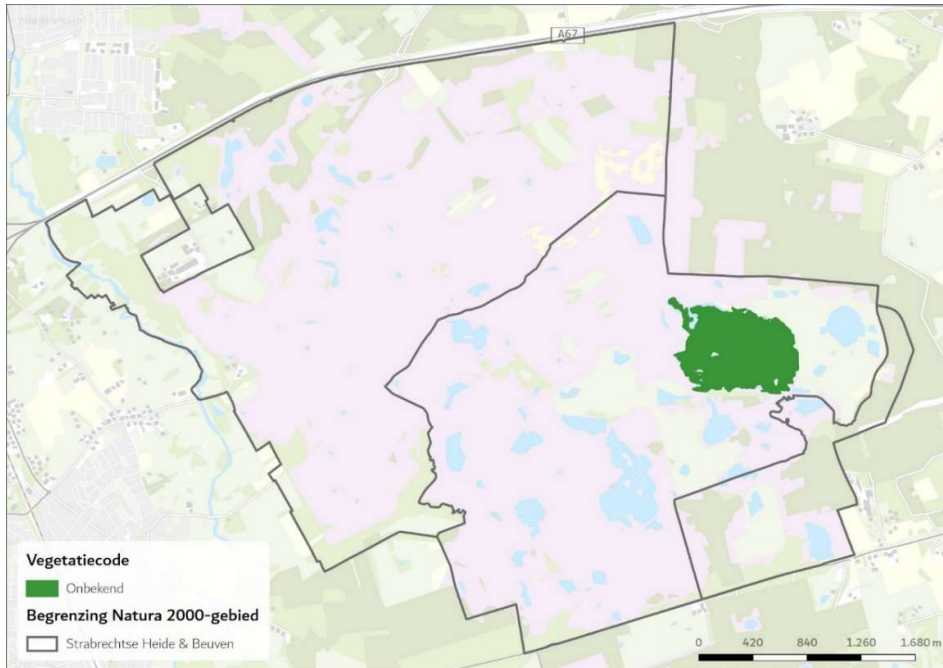 A67
Vegetatiecode
Onbekend
Begrenzing Natura 2000-gebied
Strabrechtse Heide & Beuven
0 420 840 1.260 1.680 m